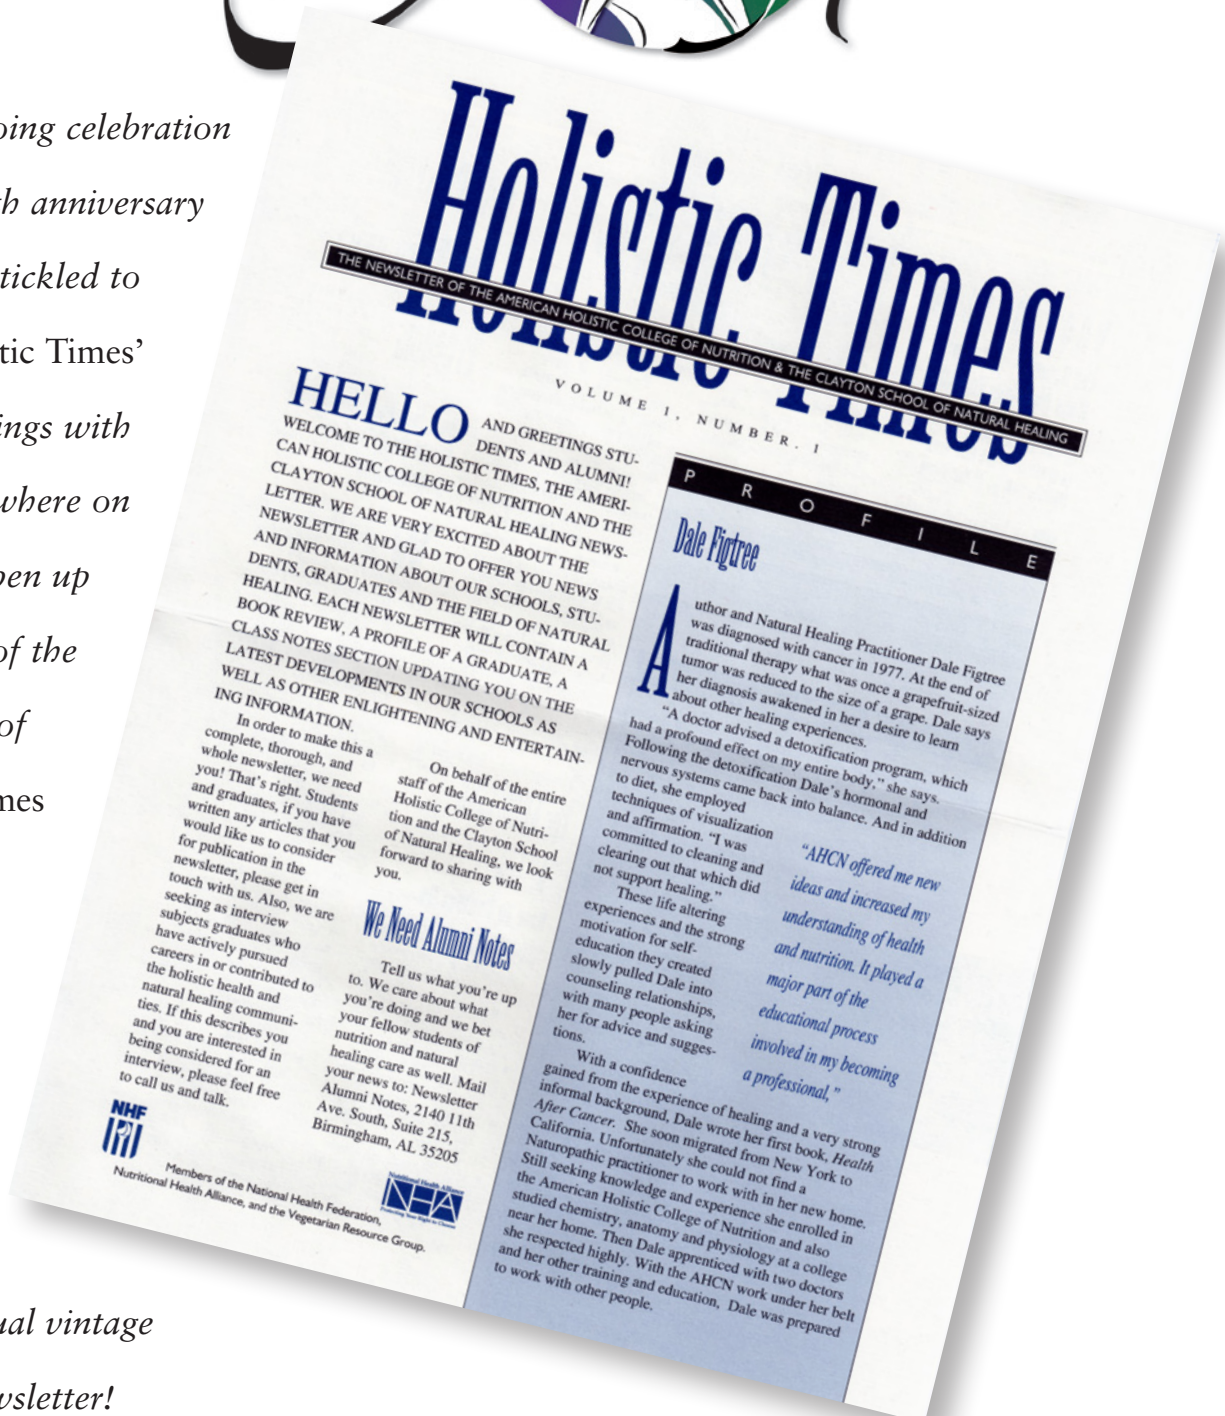 oing celebration
h anniversary
tickled to
tic Times’
ings with
where on
pen up
of the
of
mes
ual vintage
wsletter!
Holistic Times
THE NEWSLETTER OF THE AMERICAN HOLISTIC COLLEGE OF NUTRITION & THE CLAYTON SCHOOL OF NATURAL HEALING
VOLUME 1, NUMBER. 1
HELLO AND GREETINGS STU-
DENTS AND ALUMNI!
WELCOME TO THE HOLISTIC TIMES, THE AMERI-
CAN HOLISTIC COLLEGE OF NUTRITION AND THE
CLAYTON SCHOOL OF NATURAL HEALING NEWS-
LETTER. WE ARE VERY EXCITED ABOUT THE
NEWSLETTER AND GLAD TO OFFER YOU NEWS
AND INFORMATION ABOUT OUR SCHOOLS, STU-
DENTS, GRADUATES AND THE FIELD OF NATURAL
HEALING. EACH NEWSLETTER WILL CONTAIN A
BOOK REVIEW, A PROFILE OF A GRADUATE, A
CLASS NOTES SECTION UPDATING YOU ON THE
LATEST DEVELOPMENTS IN OUR SCHOOLS AS
WELL AS OTHER ENLIGHTENING AND ENTERTAIN-
ING INFORMATION.
In order to make this a
complete, thorough, and
whole newsletter, we need
you! That's right. Students
and graduates, if you have
written any articles that you
would like us to consider
for publication in the
newsletter, please get in
touch with us. Also, we are
seeking as interview
subjects graduates who
have actively pursued
careers in or contributed to
the holistic health and
natural healing communi-
ties. If this describes you
and you are interested in
being considered for an
interview, please feel free
to call us and talk.
On behalf of the entire
staff of the American
Holistic College of Nutri-
tion and the Clayton School
of Natural Healing, we look
forward to sharing with
you.
We Need Alumni Notes
Tell us what you're up
to. We care about what
you're doing and we bet
your fellow students of
nutrition and natural
healing care as well. Mail
your news to: Newsletter
Alumni Notes, 2140 11th
Ave. South, Suite 215,
Birmingham, AL 35205
NHF
Members of the National Health Federation,
Nutritional Health Alliance, and the Vegetarian Resource Group.
Nutritional Health Alliance
NHA
Protecting Your Right to Choose
PROFILE
Dale Figtree
Author and Natural Healing Practitioner Dale Figtree
was diagnosed with cancer in 1977. At the end of
traditional therapy what was once a grapefruit-sized
tumor was reduced to the size of a grape. Dale says
her diagnosis awakened in her a desire to learn
about other healing experiences.
"A doctor advised a detoxification program, which
had a profound effect on my entire body," she says.
Following the detoxification Dale's hormonal and
nervous systems came back into balance. And in addition
to diet, she employed
techniques of visualization
and affirmation. "I was
committed to cleaning and
clearing out that which did
not support healing."
These life altering
experiences and the strong
motivation for self-
education they created
slowly pulled Dale into
counseling relationships,
with many people asking
her for advice and sugges-
tions.
"AHCN offered me new
ideas and increased my
understanding of health
and nutrition. It played a
major part of the
educational process
involved in my becoming
a professional,"
With a confidence
gained from the experience of healing and a very strong
informal background, Dale wrote her first book, Health
After Cancer. She soon migrated from New York to
California. Unfortunately she could not find a
Naturopathic practitioner to work with in her new home.
Still seeking knowledge and experience she enrolled in
the American Holistic College of Nutrition and also
studied chemistry, anatomy and physiology at a college
near her home. Then Dale apprenticed with two doctors
she respected highly. With the AHCN work under her belt
and her other training and education, Dale was prepared
to work with other people.